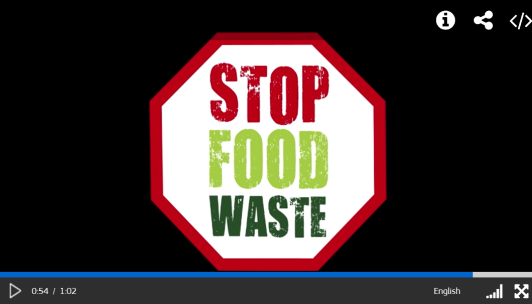 STOP
FOOD
WASTE
0:54 / 1:02
English